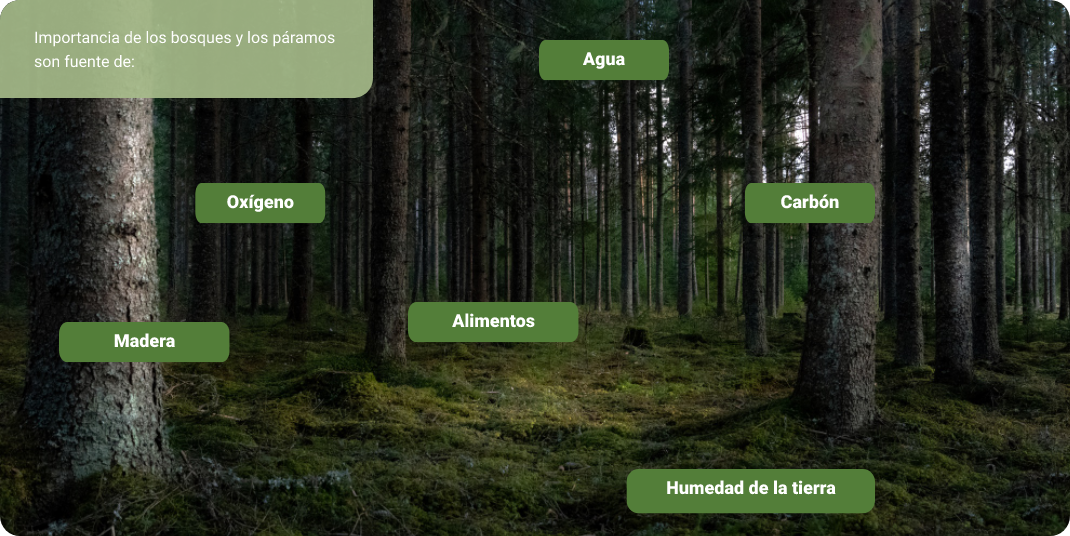 Importancia de los bosques y los páramos
son fuente de:
Agua
Oxígeno
Carbón
Alimentos
Madera
Humedad de la tierra